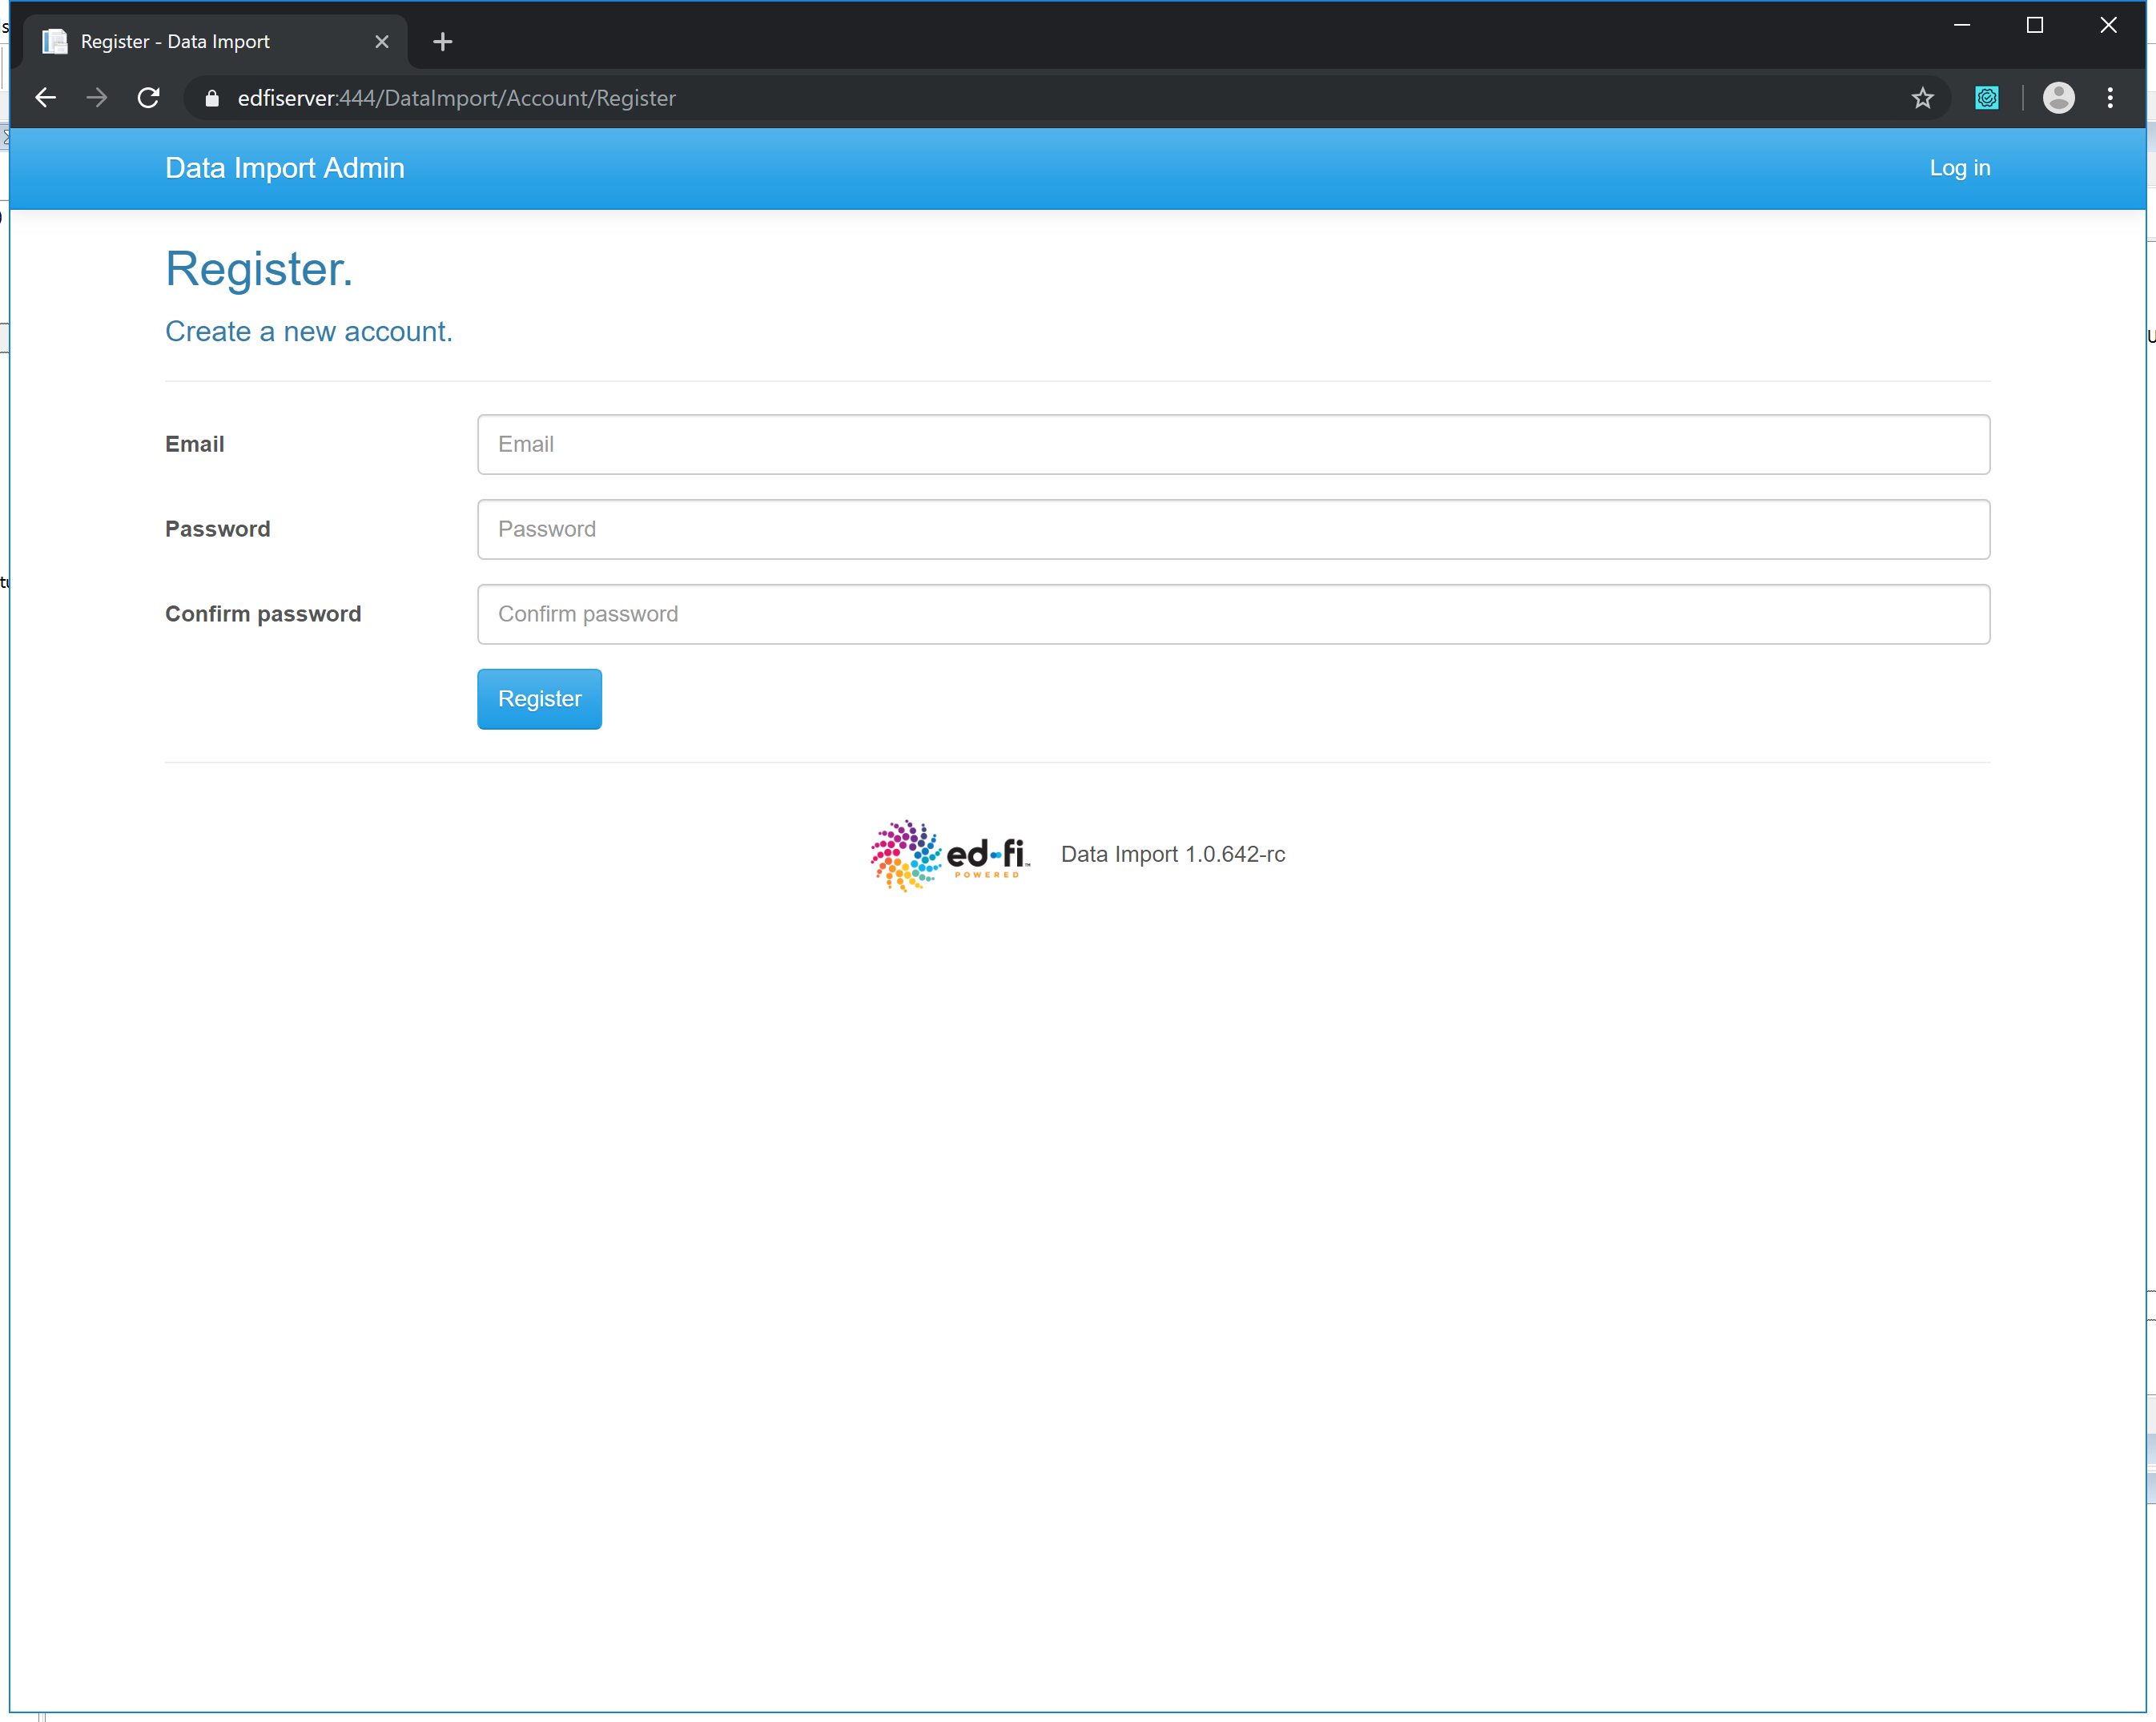 Register - Data Import
edfiserver:444/DataImport/Account/Register
Data Import Admin
Log in
Register.
Create a new account.
Email
Email
Password
Password
Confirm password
Confirm password
Register
ed-fi™
POWERED
Data Import 1.0.642-rc